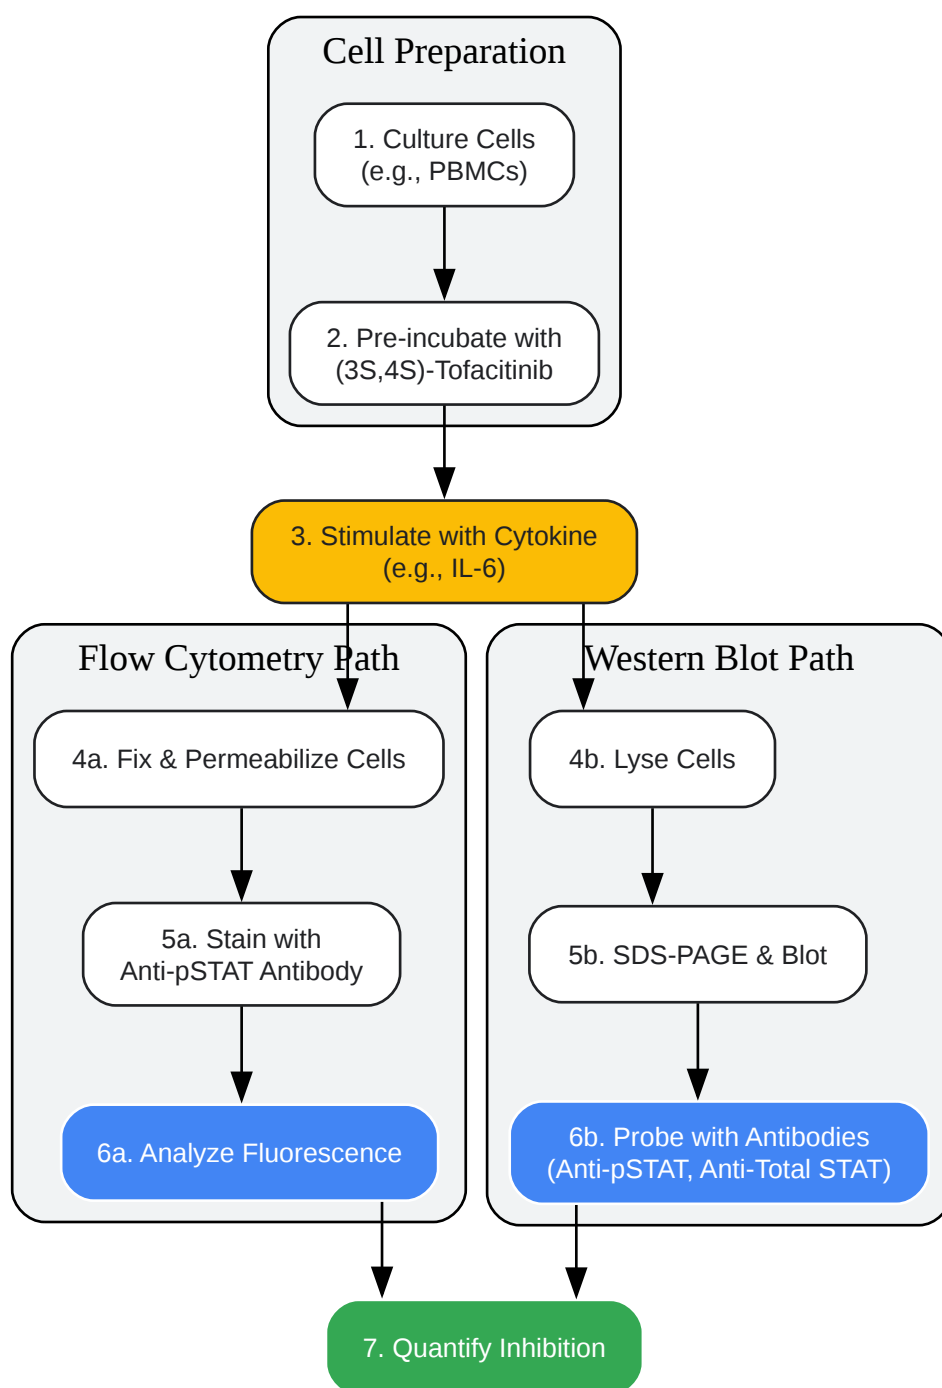 Cell Preparation
1. Culture Cells
(e.g., PBMCs)
2. Pre-incubate with
(3S,4S)-Tofacitinib
3. Stimulate with Cytokine
(e.g., IL-6)
Flow Cytometry Path
4a. Fix & Permeabilize Cells
5a. Stain with
Anti-pSTAT Antibody
6a. Analyze Fluorescence
Western Blot Path
4b. Lyse Cells
5b. SDS-PAGE & Blot
6b. Probe with Antibodies
(Anti-pSTAT, Anti-Total STAT)
7. Quantify Inhibition